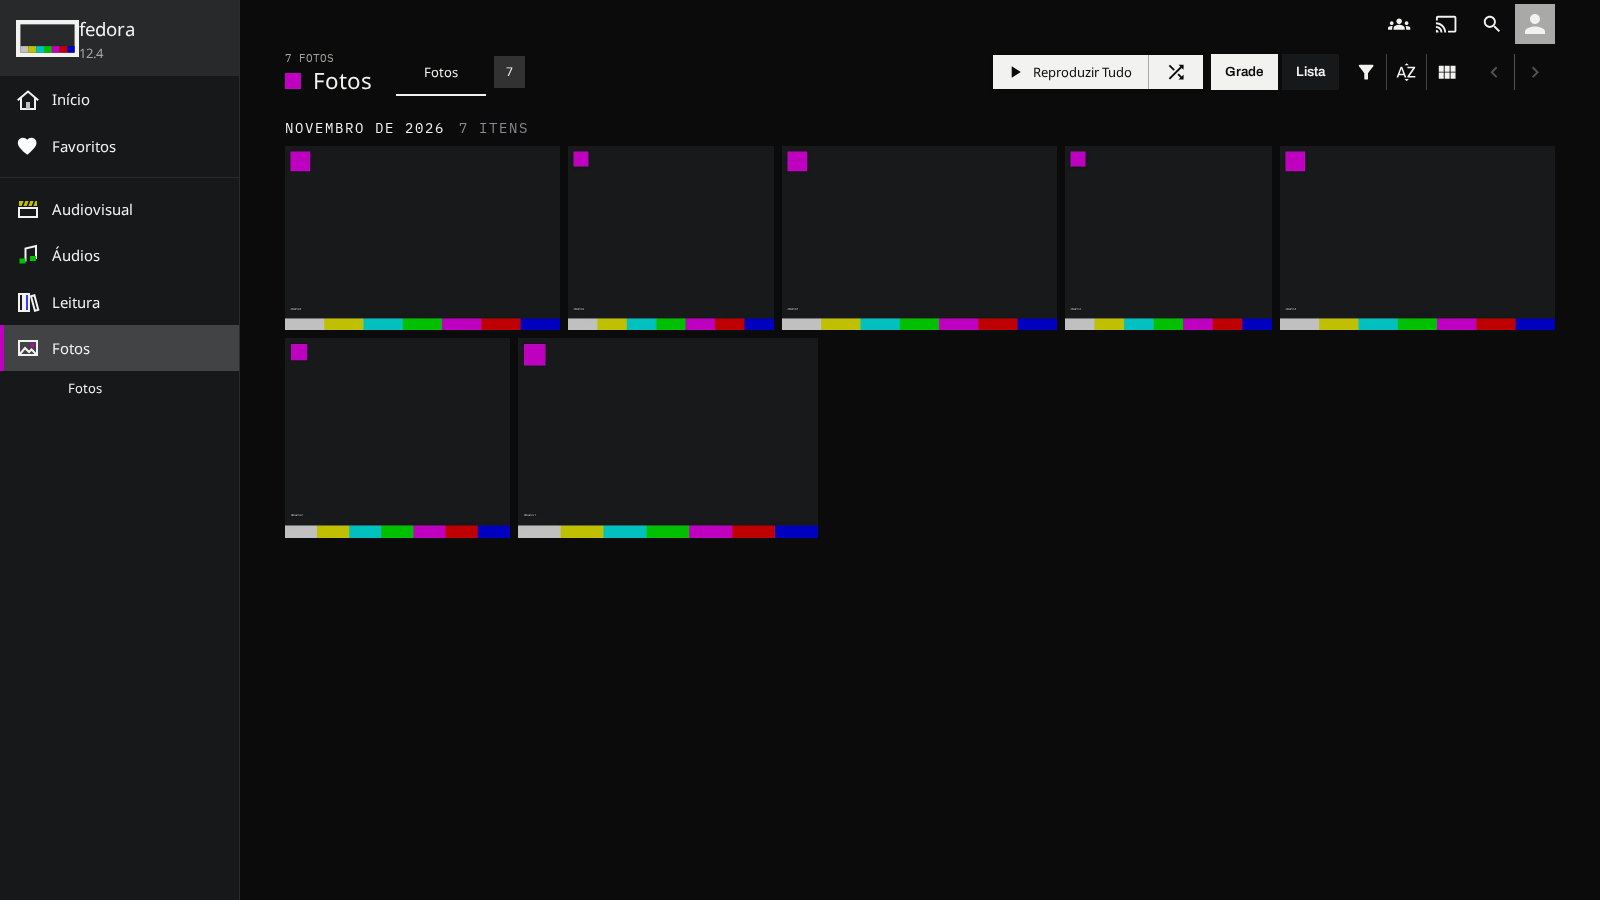 fedora
12.4
Início
Favoritos
Audiovisual
Áudios
Leitura
Fotos
Fotos
7 FOTOS
Fotos
Fotos
7
Reproduzir Tudo
Grade
Lista
AZ
NOVEMBRO DE 2026 7 ITENS